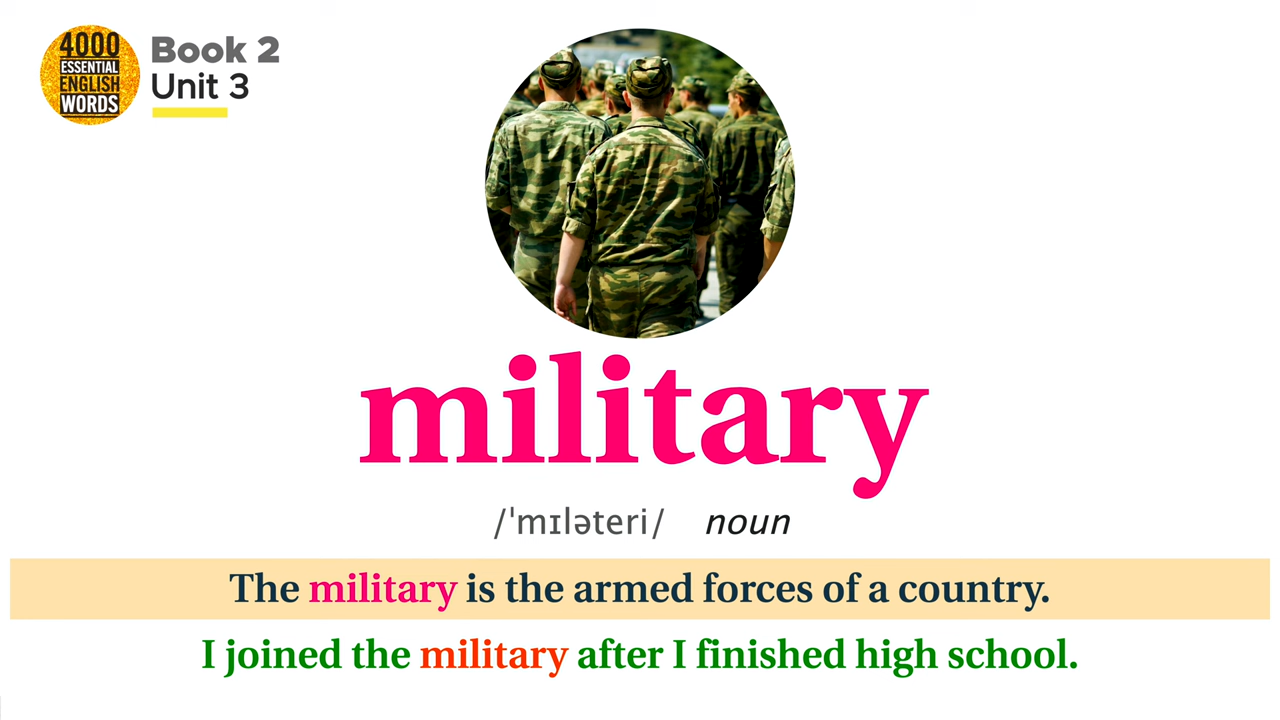 4000
ESSENTIAL
ENGLISH
WORDS
Book 2
Unit 3
military
/ˈmɪləteri/ noun
The military is the armed forces of a country.
I joined the military after I finished high school.